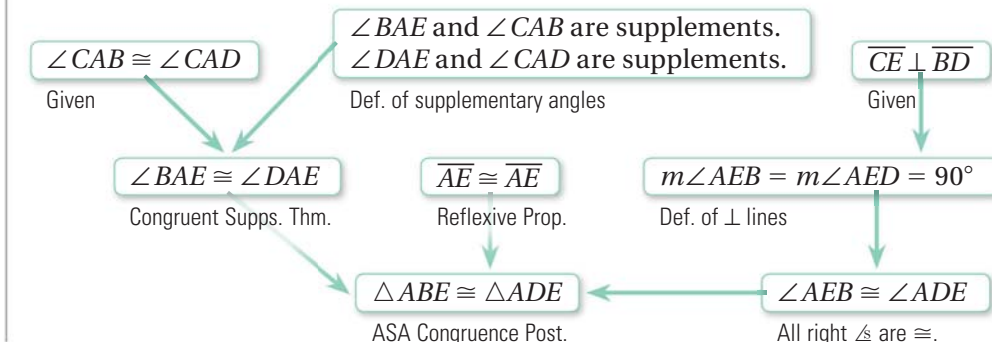 ∠BAE and ∠CAB are supplements.
∠DAE and ∠CAD are supplements.
Def. of supplementary angles
∠CAB ≅ ∠CAD
Given
CE ⊥ BD
Given
∠BAE ≅ ∠DAE
Congruent Supps. Thm.
AE ≅ AE
Reflexive Prop.
m∠AEB = m∠AED = 90°
Def. of ⊥ lines
△ABE ≅ △ADE
ASA Congruence Post.
∠AEB ≅ ∠ADE
All right ∠s are ≅.